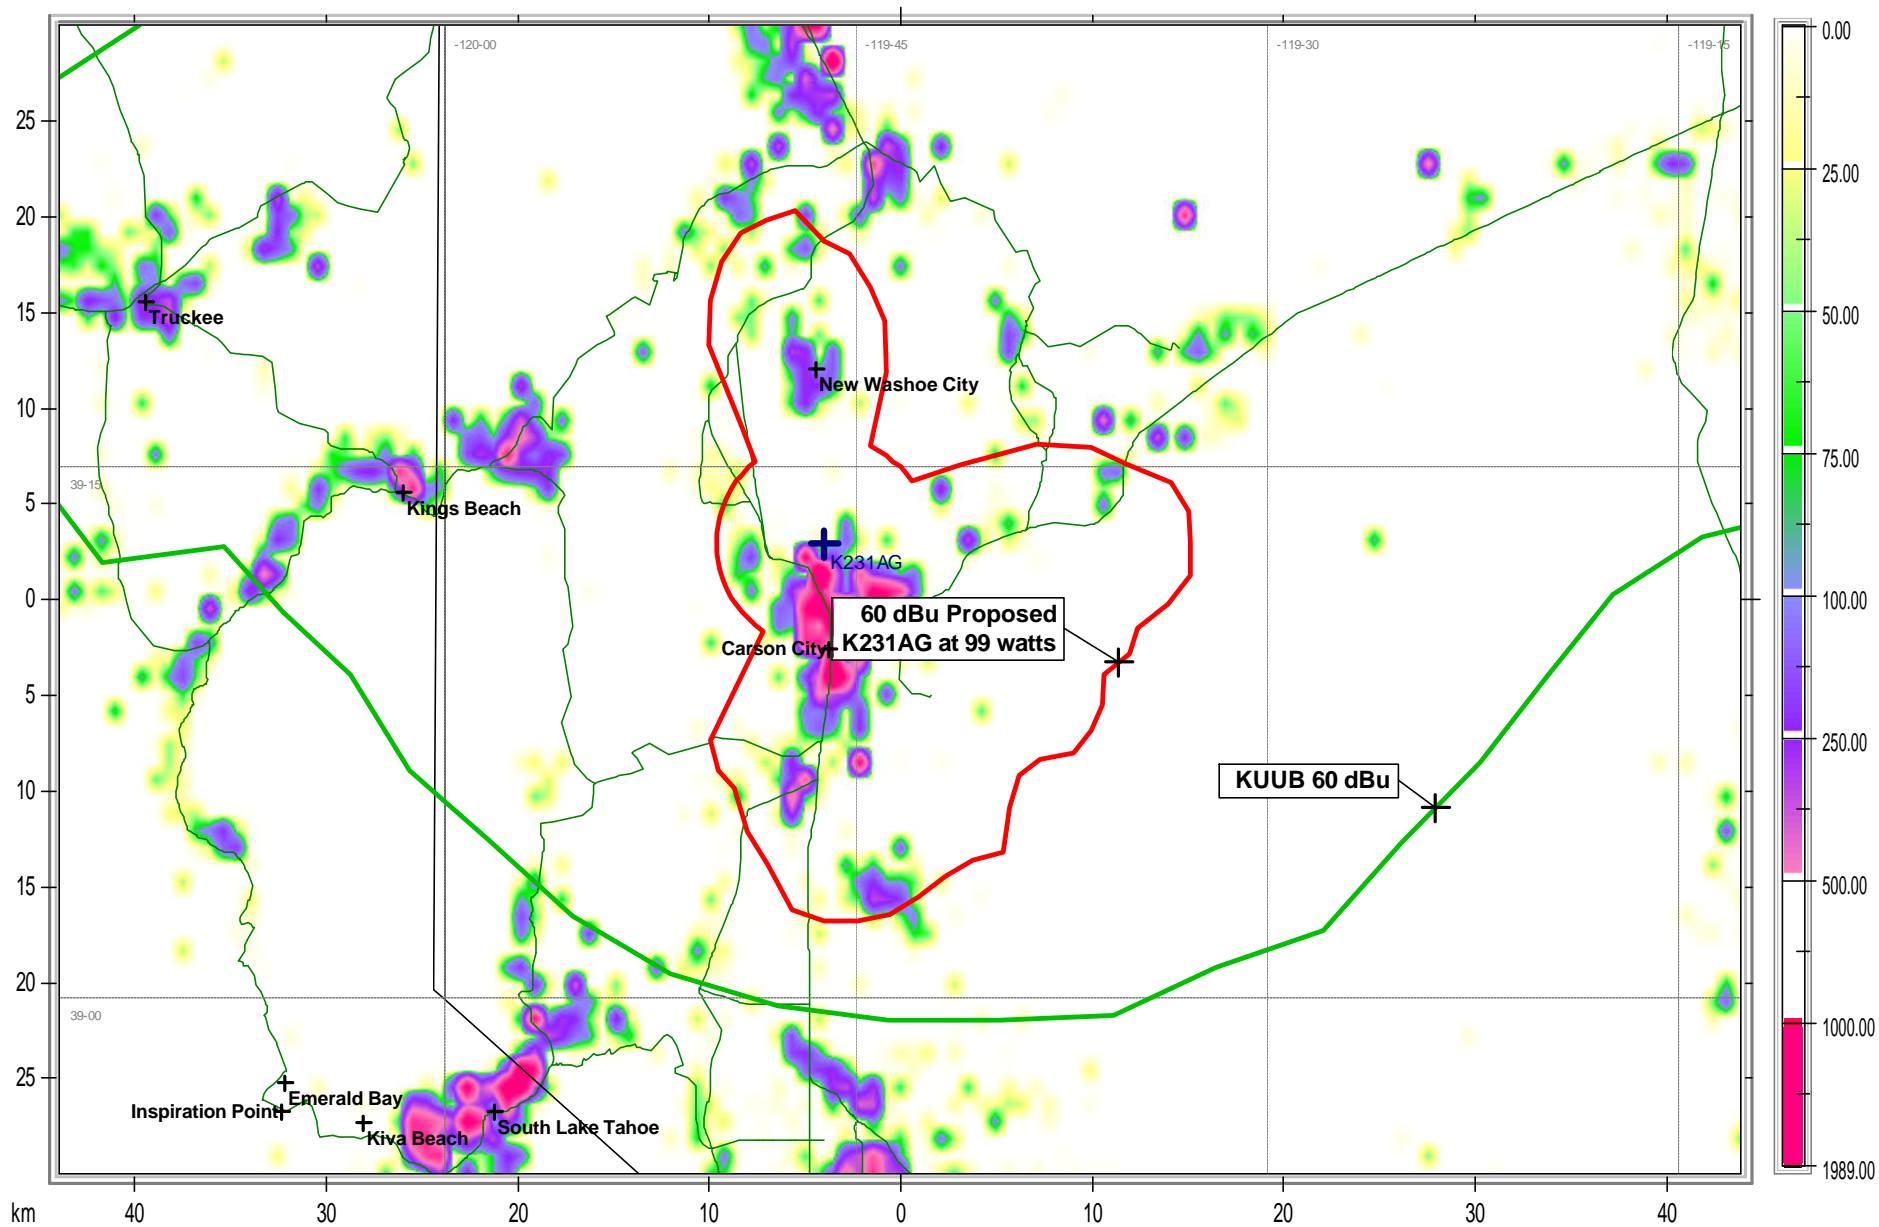 -120-00
-119-45
-119-30
-119-15
0.00
25.00
50.00
75.00
100.00
250.00
500.00
1000.00
1989.00
25
20
15
10
5
0
5
10
15
20
25
Truckee
New Washoe City
39-15
Kings Beach
K231AG
60 dBu Proposed
K231AG at 99 watts
Carson City
KUUB 60 dBu
39-00
Emerald Bay
Inspiration Point
Kiva Beach
South Lake Tahoe
km
40
30
20
10
0
10
20
30
40